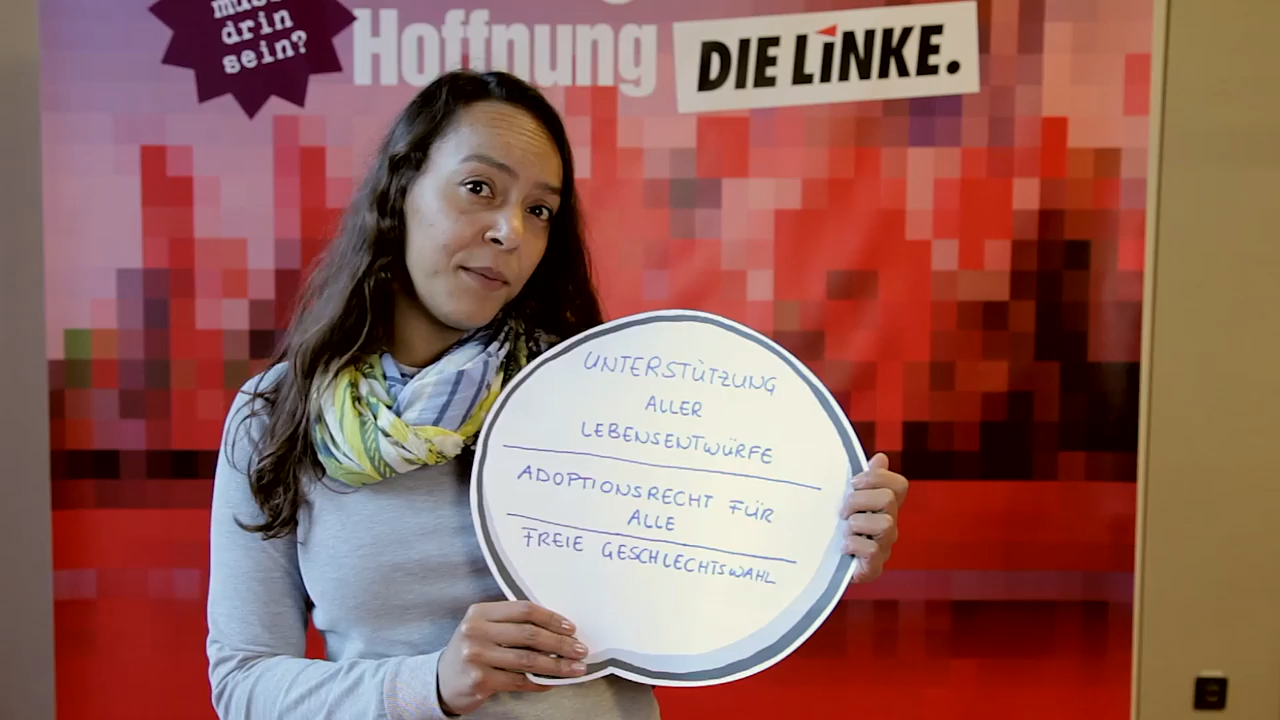 drin
sein?
Hoffnung
DIE LINKE.
UNTERSTÜTZUNG
ALLER
LEBENSENTWÜRFE
ADOPTIONSRECHT FÜR
ALLE
FREIE GESCHLECHTSWAHL